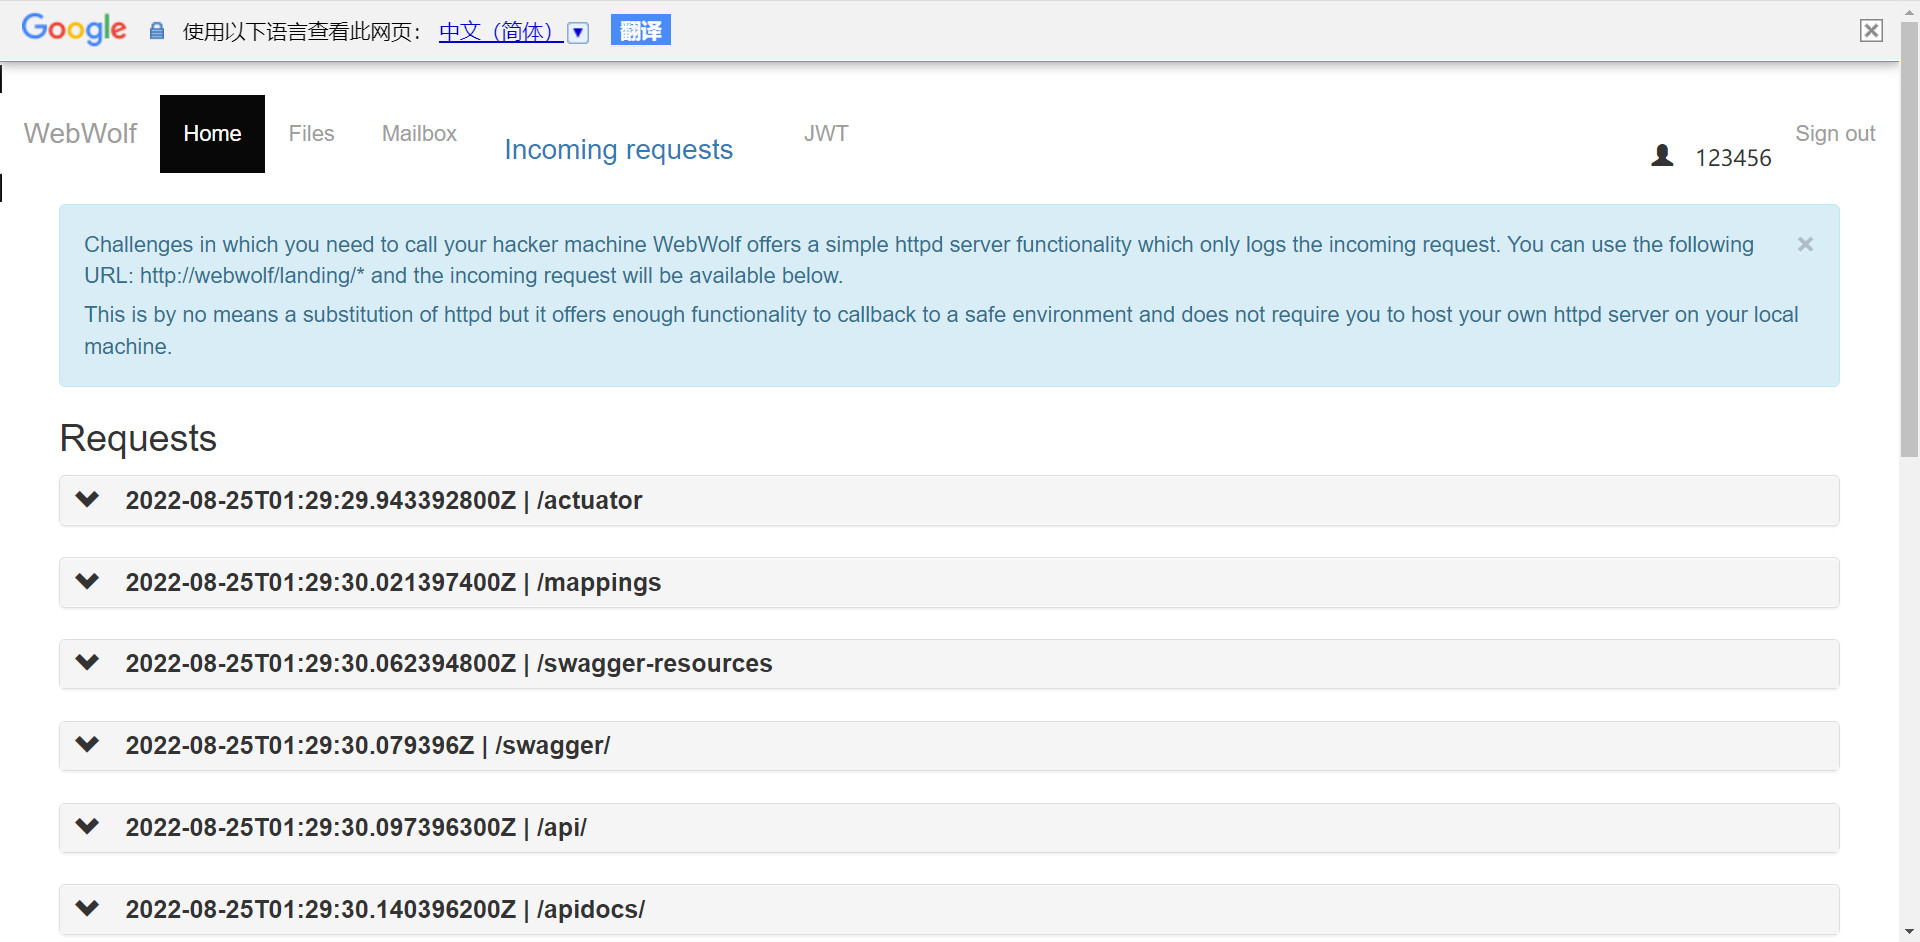 Google 使用以下语言查看此网页： 中文（简体） 翻译
WebWolf Home Files Mailbox Incoming requests JWT 123456 Sign out
Challenges in which you need to call your hacker machine WebWolf offers a simple httpd server functionality which only logs the incoming request. You can use the following
URL: http://webwolf/landing/* and the incoming request will be available below.
This is by no means a substitution of httpd but it offers enough functionality to callback to a safe environment and does not require you to host your own httpd server on your local
machine.
Requests
2022-08-25T01:29:29.943392800Z | /actuator
2022-08-25T01:29:30.021397400Z | /mappings
2022-08-25T01:29:30.062394800Z | /swagger-resources
2022-08-25T01:29:30.079396Z | /swagger/
2022-08-25T01:29:30.097396300Z | /api/
2022-08-25T01:29:30.140396200Z | /apidocs/